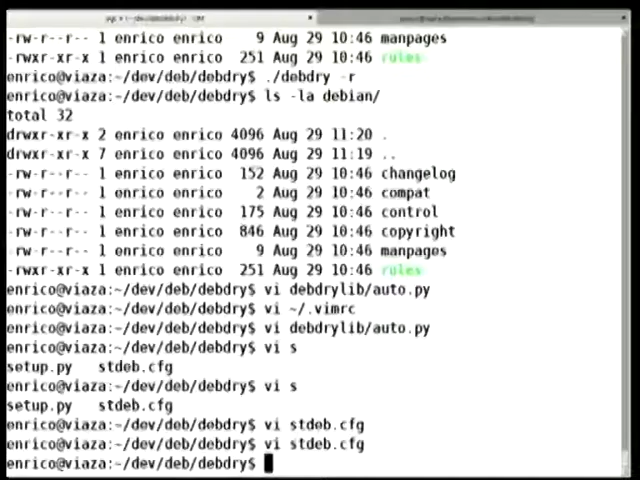 -rw-r--r-- 1 enrico enrico    9 Aug 29 10:46 manpages
-rwxr-xr-x 1 enrico enrico  251 Aug 29 10:46 rules
enrico@viaza:~/dev/deb/debdry$ ./debdry -r
enrico@viaza:~/dev/deb/debdry$ ls -la debian/
total 32
drwxr-xr-x 2 enrico enrico 4096 Aug 29 11:20 .
drwxr-xr-x 7 enrico enrico 4096 Aug 29 11:19 ..
-rw-r--r-- 1 enrico enrico  152 Aug 29 10:46 changelog
-rw-r--r-- 1 enrico enrico    2 Aug 29 10:46 compat
-rw-r--r-- 1 enrico enrico  175 Aug 29 10:46 control
-rw-r--r-- 1 enrico enrico  846 Aug 29 10:46 copyright
-rw-r--r-- 1 enrico enrico    9 Aug 29 10:46 manpages
-rwxr-xr-x 1 enrico enrico  251 Aug 29 10:46 rules
enrico@viaza:~/dev/deb/debdry$ vi debdrylib/auto.py
enrico@viaza:~/dev/deb/debdry$ vi ~/.vimrc
enrico@viaza:~/dev/deb/debdry$ vi debdrylib/auto.py
enrico@viaza:~/dev/deb/debdry$ vi s
setup.py   stdeb.cfg
enrico@viaza:~/dev/deb/debdry$ vi s
setup.py   stdeb.cfg
enrico@viaza:~/dev/deb/debdry$ vi stdeb.cfg
enrico@viaza:~/dev/deb/debdry$ vi stdeb.cfg
enrico@viaza:~/dev/deb/debdry$